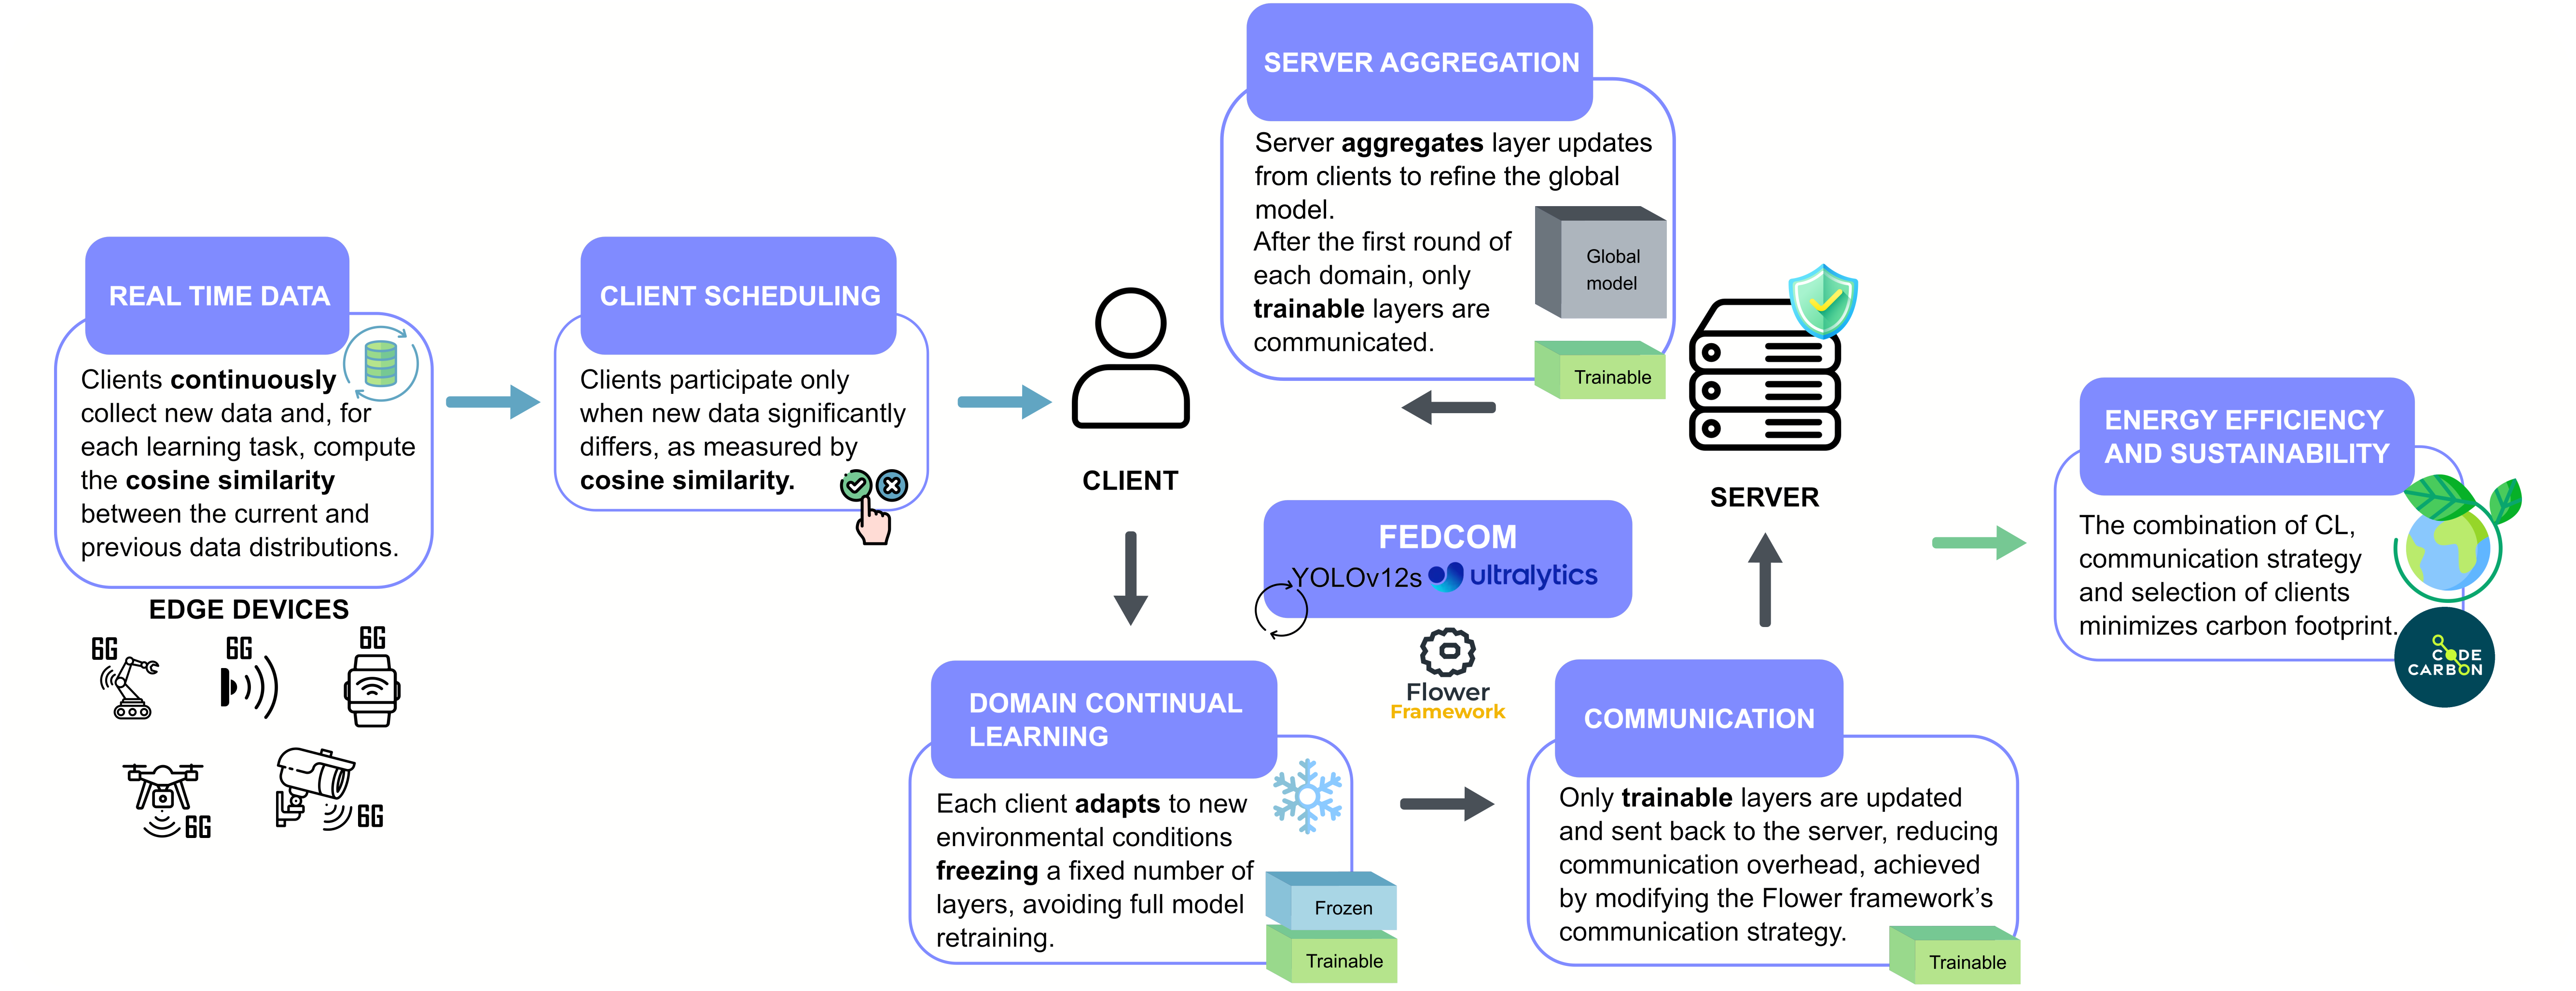 REAL TIME DATA
Clients continuously
collect new data and, for
each learning task, compute
the cosine similarity
between the current and
previous data distributions.
EDGE DEVICES
6G
6G
6G
6G
6G
CLIENT SCHEDULING
Clients participate only
when new data significantly
differs, as measured by
cosine similarity.
CLIENT
SERVER AGGREGATION
Server aggregates layer updates
from clients to refine the global
model.
After the first round of
each domain, only
trainable layers are
communicated.
Global
model
Trainable
SERVER
FEDCOM
YOLOv12s ultralytics
Flower
Framework
DOMAIN CONTINUAL
LEARNING
Each client adapts to new
environmental conditions
freezing a fixed number of
layers, avoiding full model
retraining.
Frozen
Trainable
COMMUNICATION
Only trainable layers are updated
and sent back to the server, reducing
communication overhead, achieved
by modifying the Flower framework’s
communication strategy.
Trainable
ENERGY EFFICIENCY
AND SUSTAINABILITY
The combination of CL,
communication strategy
and selection of clients
minimizes carbon footprint.
CODE
CARBON